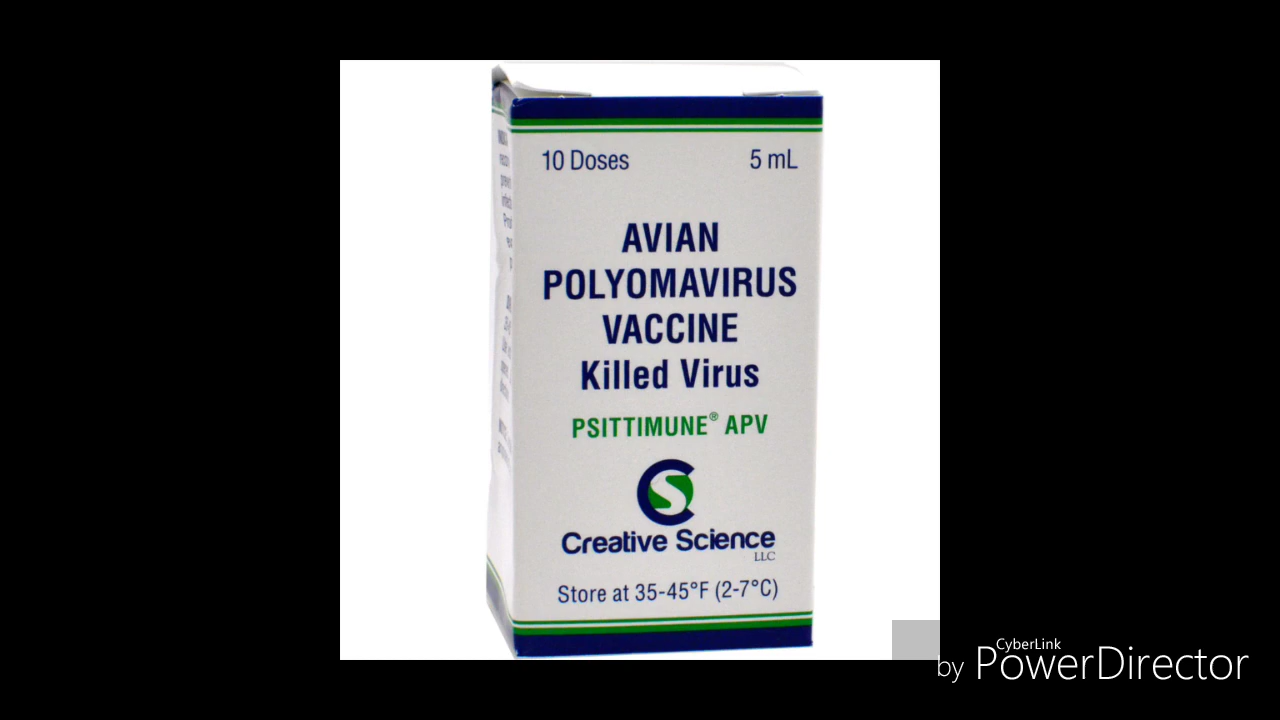 10 Doses 5 mL
AVIAN
POLYOMAVIRUS
VACCINE
Killed Virus
PSITTIMUNE® APV
CS
Creative Science
LLC
Store at 35-45°F (2-7°C)
CyberLink
by PowerDirector